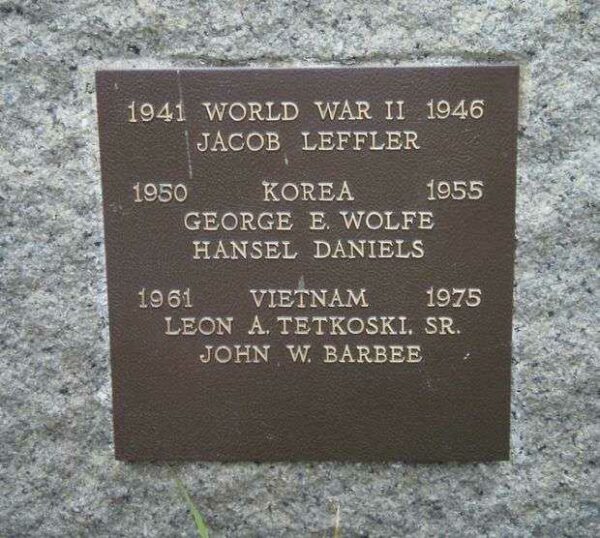 1941 WORLD WAR II 1946
JACOB LEFFLER
1950 KOREA 1955
GEORGE E. WOLFE
HANSEL DANIELS
1961 VIETNAM 1975
LEON A. TETKOSKI, SR.
JOHN W. BARBEE